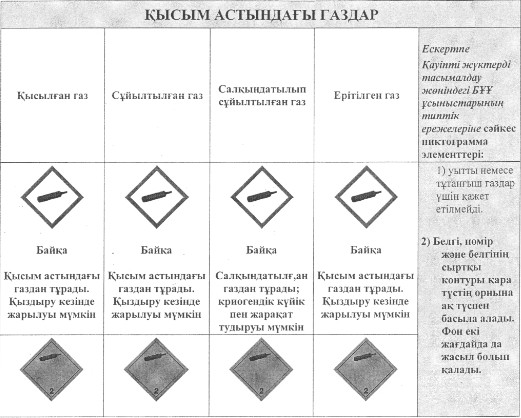 ҚЫСЫМ АСТЫНДАҒЫ ГАЗДАР
Қысылған газ
Сұйылтылған газ
Салқындатылып
сұйылтылған газ
Ерітілген газ
Ескертпе
Қауіпті жүктерді
тасымалдау
жөніндегі БҰҰ
ұсыныстарының
типтік
ережелеріне сәйкес
пиктограмма
элементтері:
Байқа
Қысым астындағы
газдан тұрады.
Қыздыру кезінде
жарылуы мүмкін
Байқа
Қысым астындағы
газдан тұрады.
Қыздыру кезінде
жарылуы мүмкін
Байқа
Салқындатылған
газдан тұрады;
криогендік күйік
пен жарақат
тудыруы мүмкін
Байқа
Қысым астындағы
газдан тұрады.
Қыздыру кезінде
жарылуы мүмкін
1) уытты немесе
тұтанғыш газдар
үшін қажет
етілмейді.
2) Белгі, нөмір
және белгінің
сыртқы
контуры қара
түстің орнына
ақ түспен
басыла алады.
Фон екі
жағдайда да
жасыл болып
қалады.
2
2
2
2